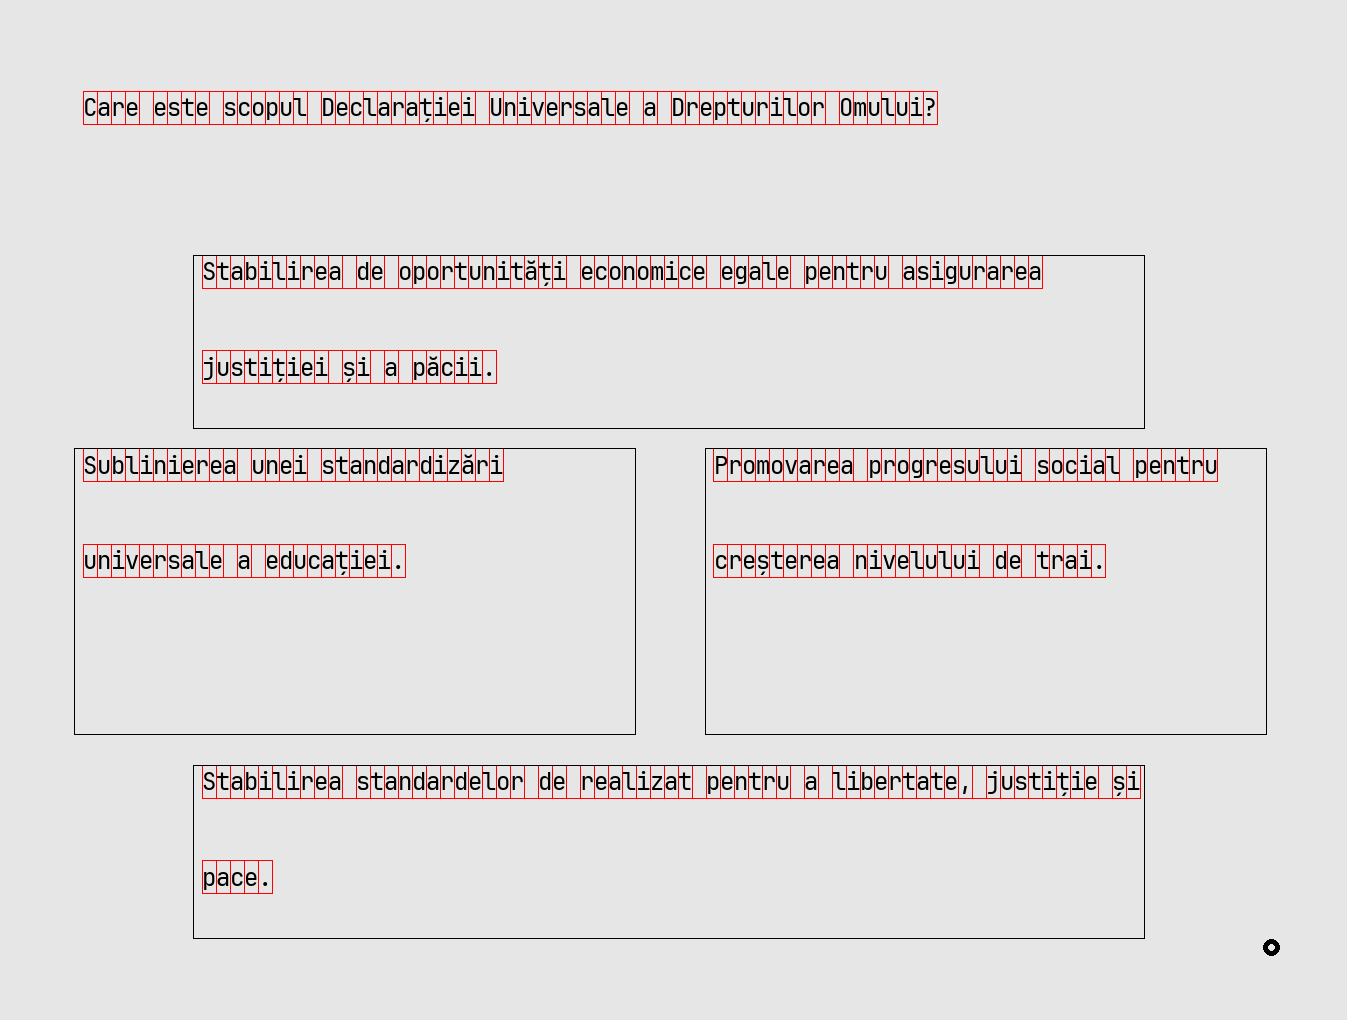 Care este scopul Declarației Universale a Drepturilor Omului?
Stabilirea de oportunități economice egale pentru asigurarea
justiției și a păcii.
Sublinierea unei standardizări
universale a educației.
Promovarea progresului social pentru
creșterea nivelului de trai.
Stabilirea standardelor de realizat pentru a libertate, justiție și
pace.